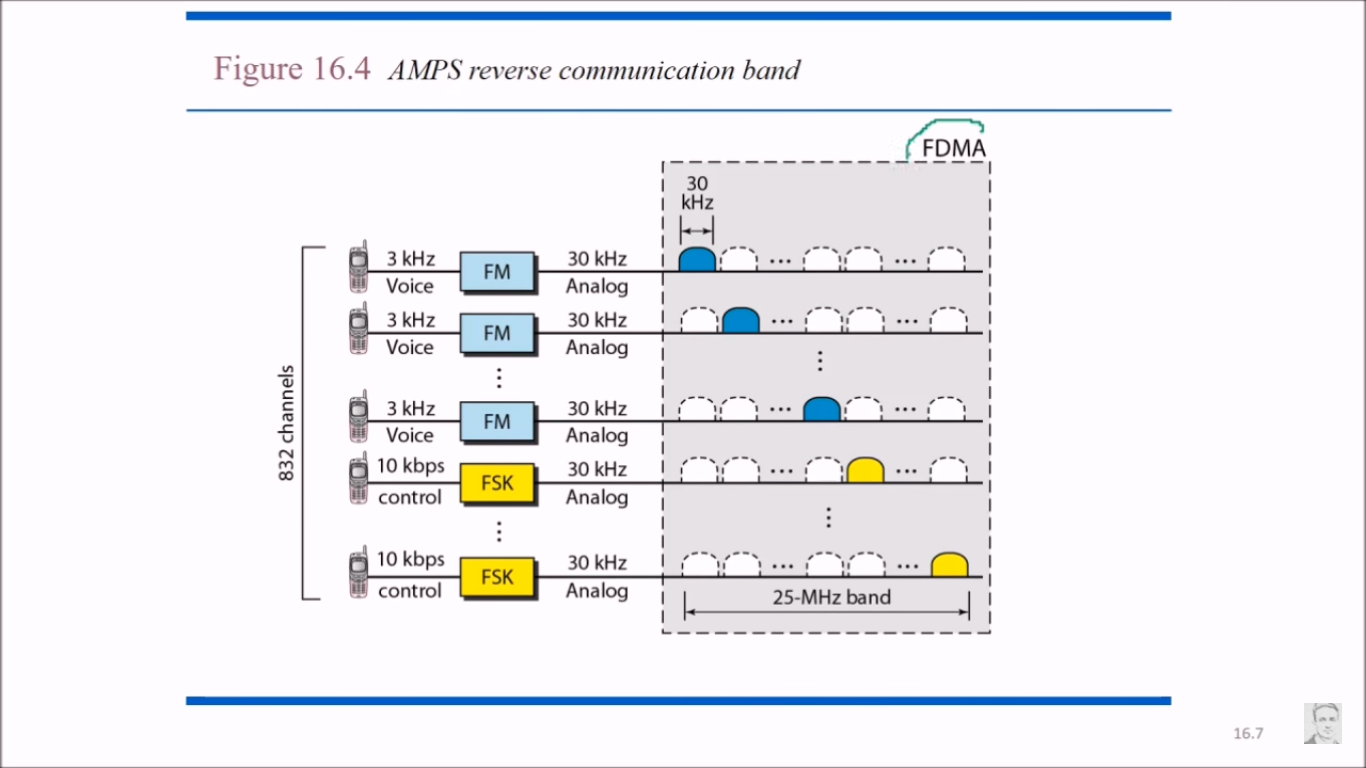 Figure 16.4 AMPS reverse communication band
FDMA
30
kHz
832 channels
3 kHz
Voice
FM
30 kHz
Analog
3 kHz
Voice
FM
30 kHz
Analog
3 kHz
Voice
FM
30 kHz
Analog
10 kbps
control
FSK
30 kHz
Analog
10 kbps
control
FSK
30 kHz
Analog
25-MHz band
16.7